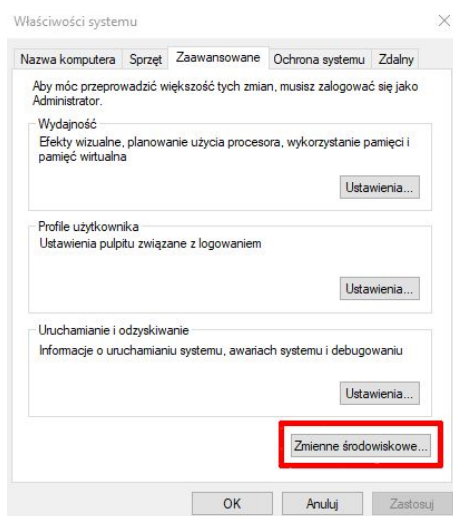 Właściwości systemu
Nazwa komputera Sprzęt Zaawansowane Ochrona systemu Zdalny
Aby móc przeprowadzić większość tych zmian, musisz zalogować się jako
Administrator.
Wydajność
Efekty wizualne, planowanie użycia procesora, wykorzystanie pamięci i
pamięć wirtualna
Ustawienia...
Profile użytkownika
Ustawienia pulpitu związane z logowaniem
Ustawienia...
Uruchamianie i odzyskiwanie
Informacje o uruchamianiu systemu, awariach systemu i debugowaniu
Ustawienia...
Zmienne środowiskowe...
OK Anuluj Zastosuj